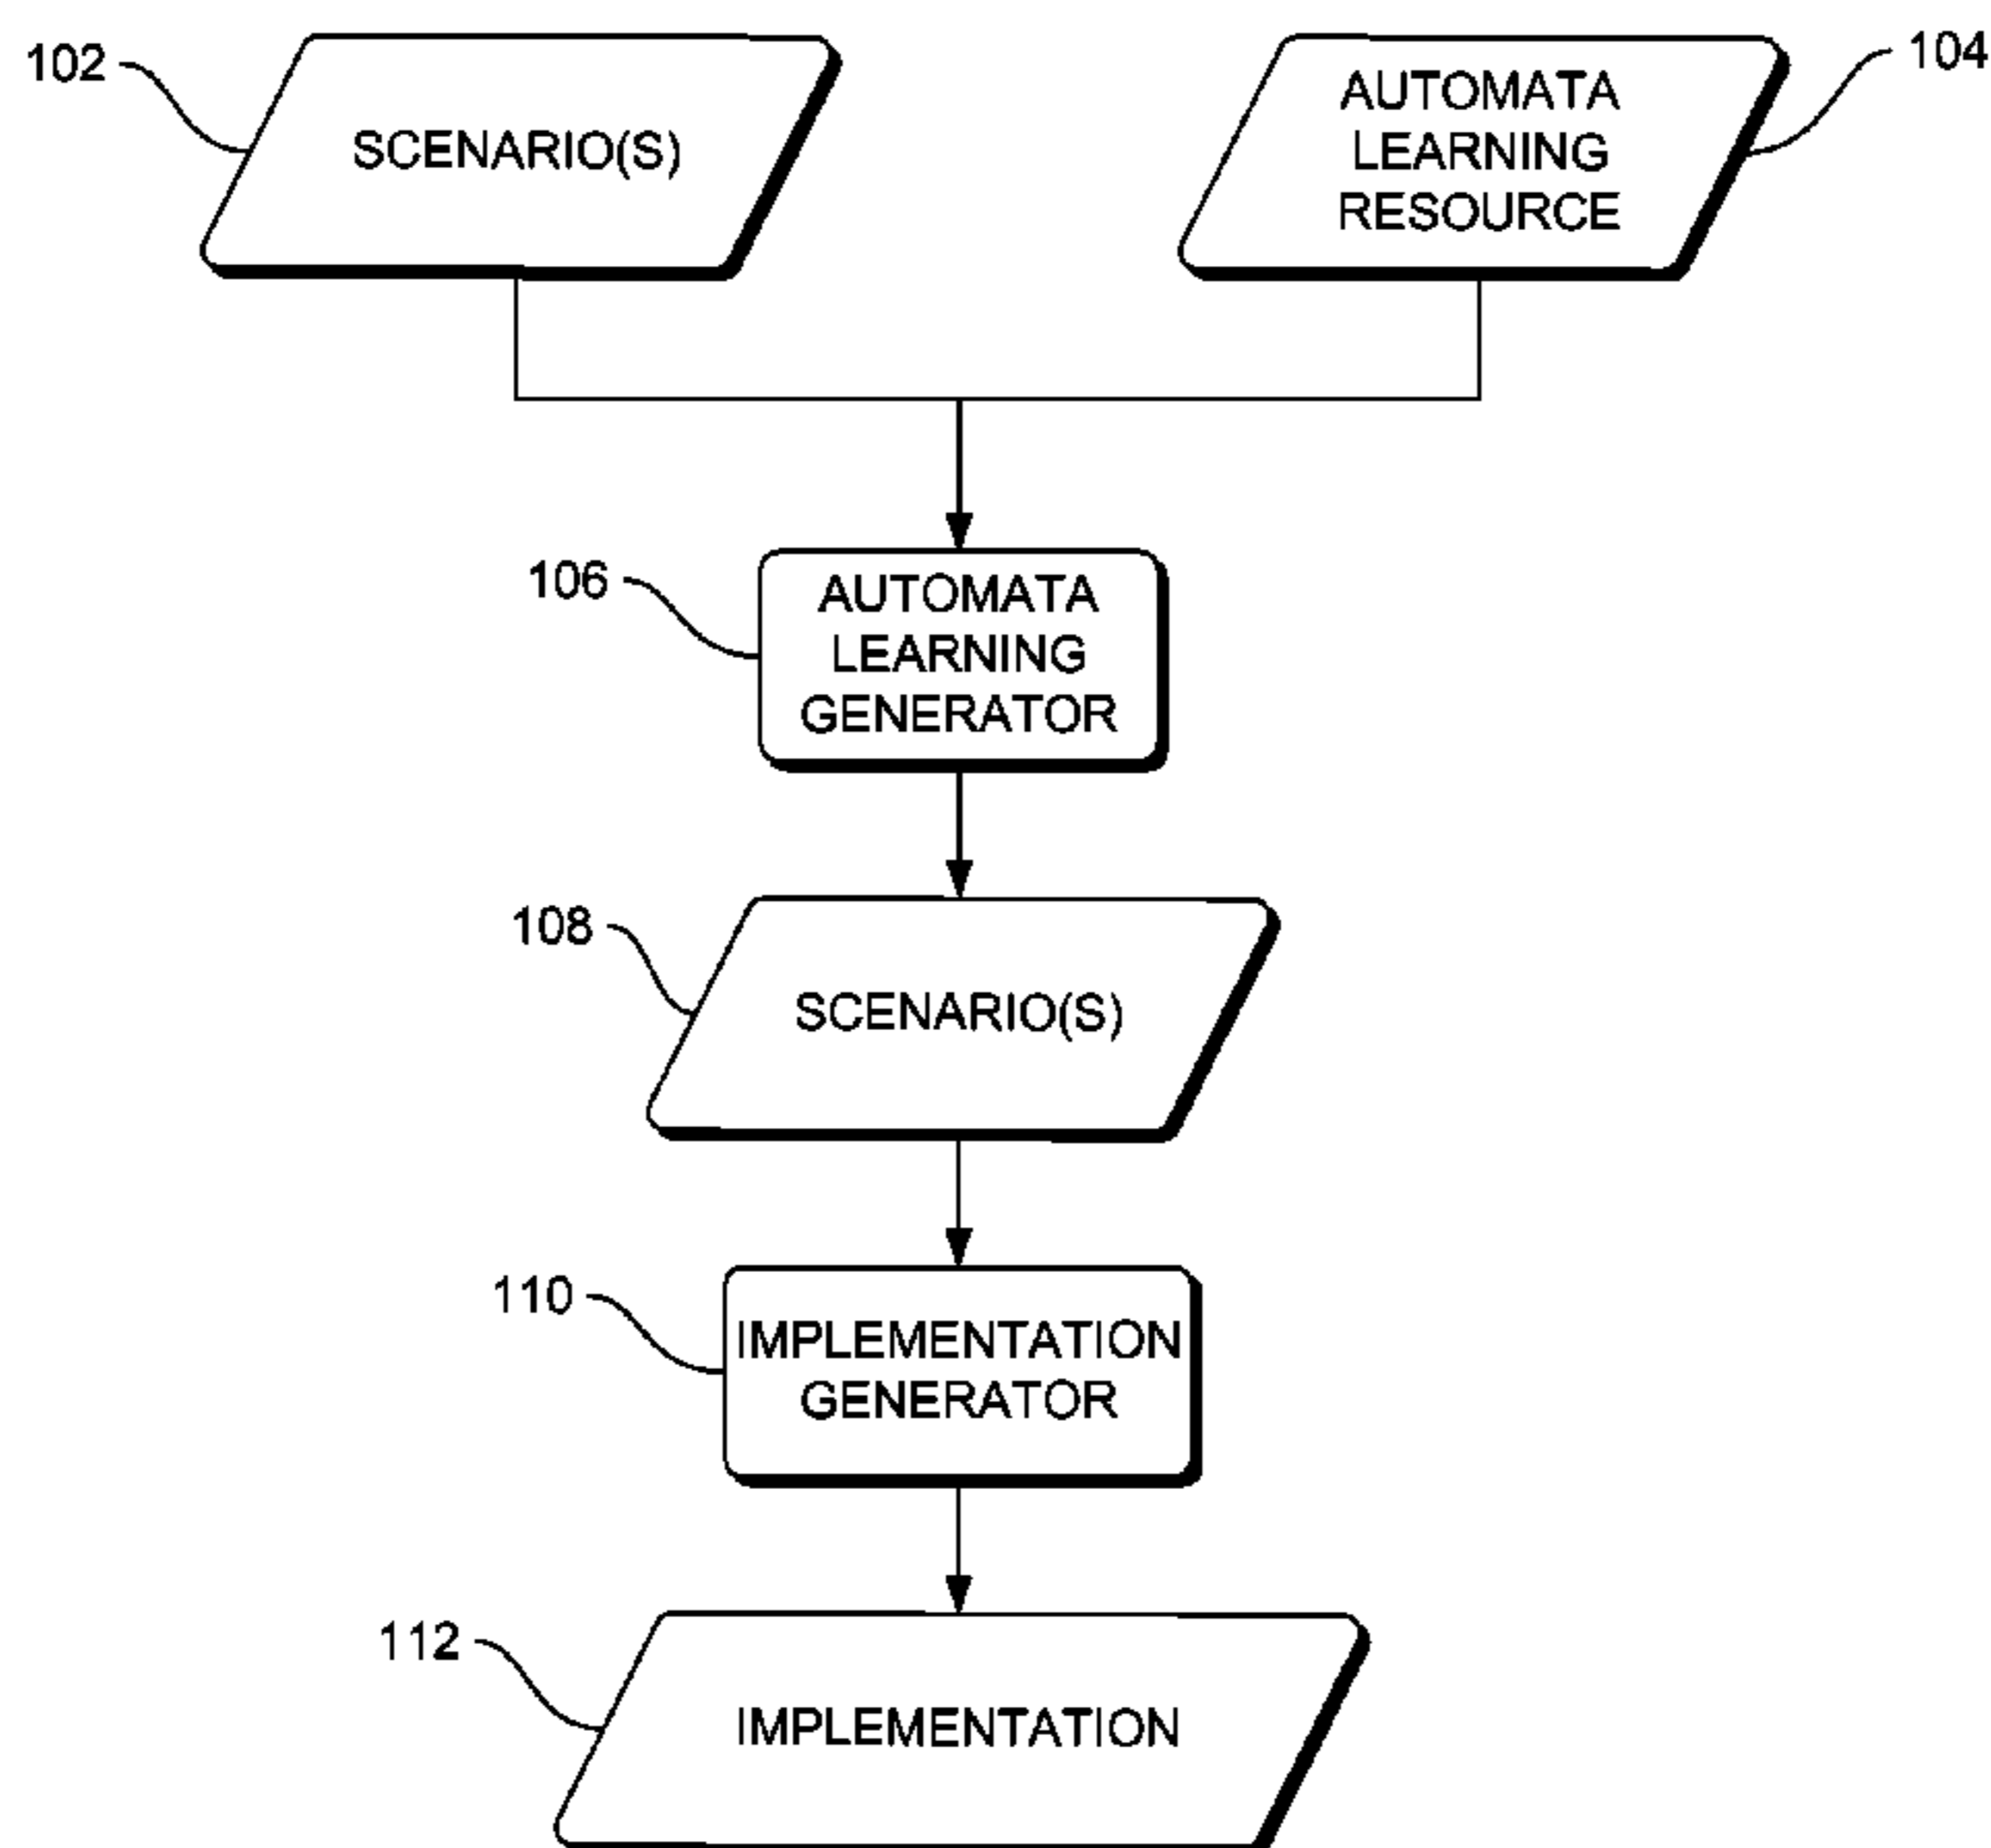 102
SCENARIO(S)
AUTOMATA
LEARNING
RESOURCE
104
106
AUTOMATA
LEARNING
GENERATOR
108
SCENARIO(S)
110
IMPLEMENTATION
GENERATOR
112
IMPLEMENTATION